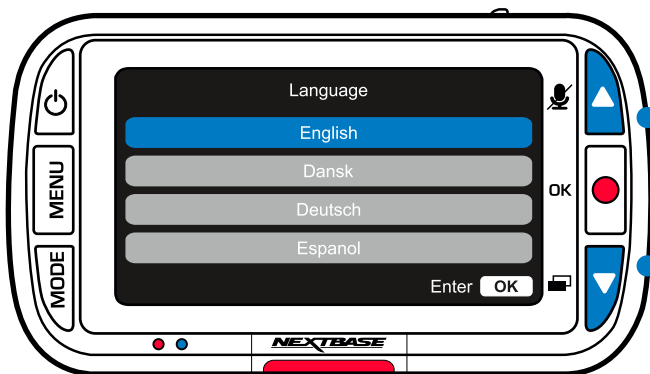 Language
English
Dansk
Deutsch
Espanol
Enter OK
MENU
MODE
OK
NEXTBASE